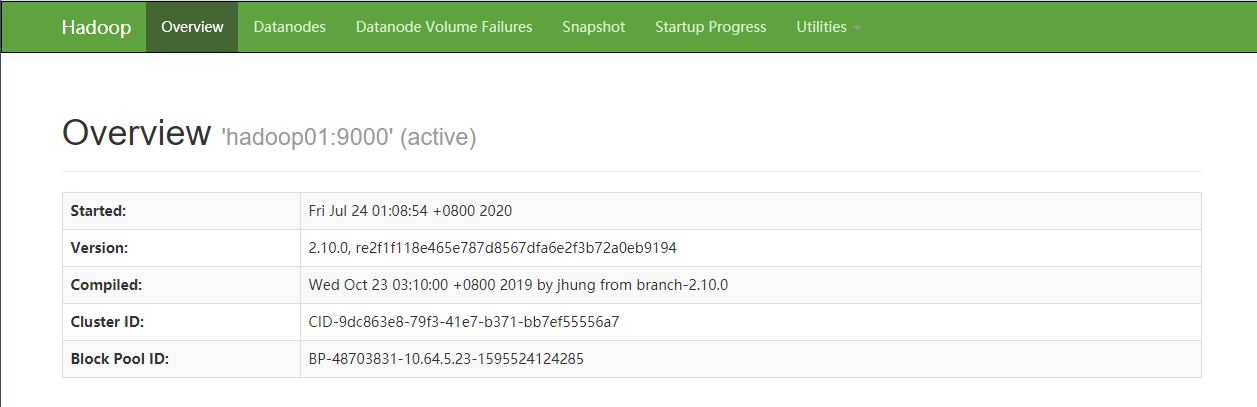 Hadoop Overview Datanodes Datanode Volume Failures Snapshot Startup Progress Utilities
Overview 'hadoop01:9000' (active)
Started: Fri Jul 24 01:08:54 +0800 2020
Version: 2.10.0, re2f1f118e465e787d8567dfa6e2f3b72a0eb9194
Compiled: Wed Oct 23 03:10:00 +0800 2019 by jhung from branch-2.10.0
Cluster ID: CID-9dc863e8-79f3-41e7-b371-bb7ef55556a7
Block Pool ID: BP-48703831-10.64.5.23-1595524124285